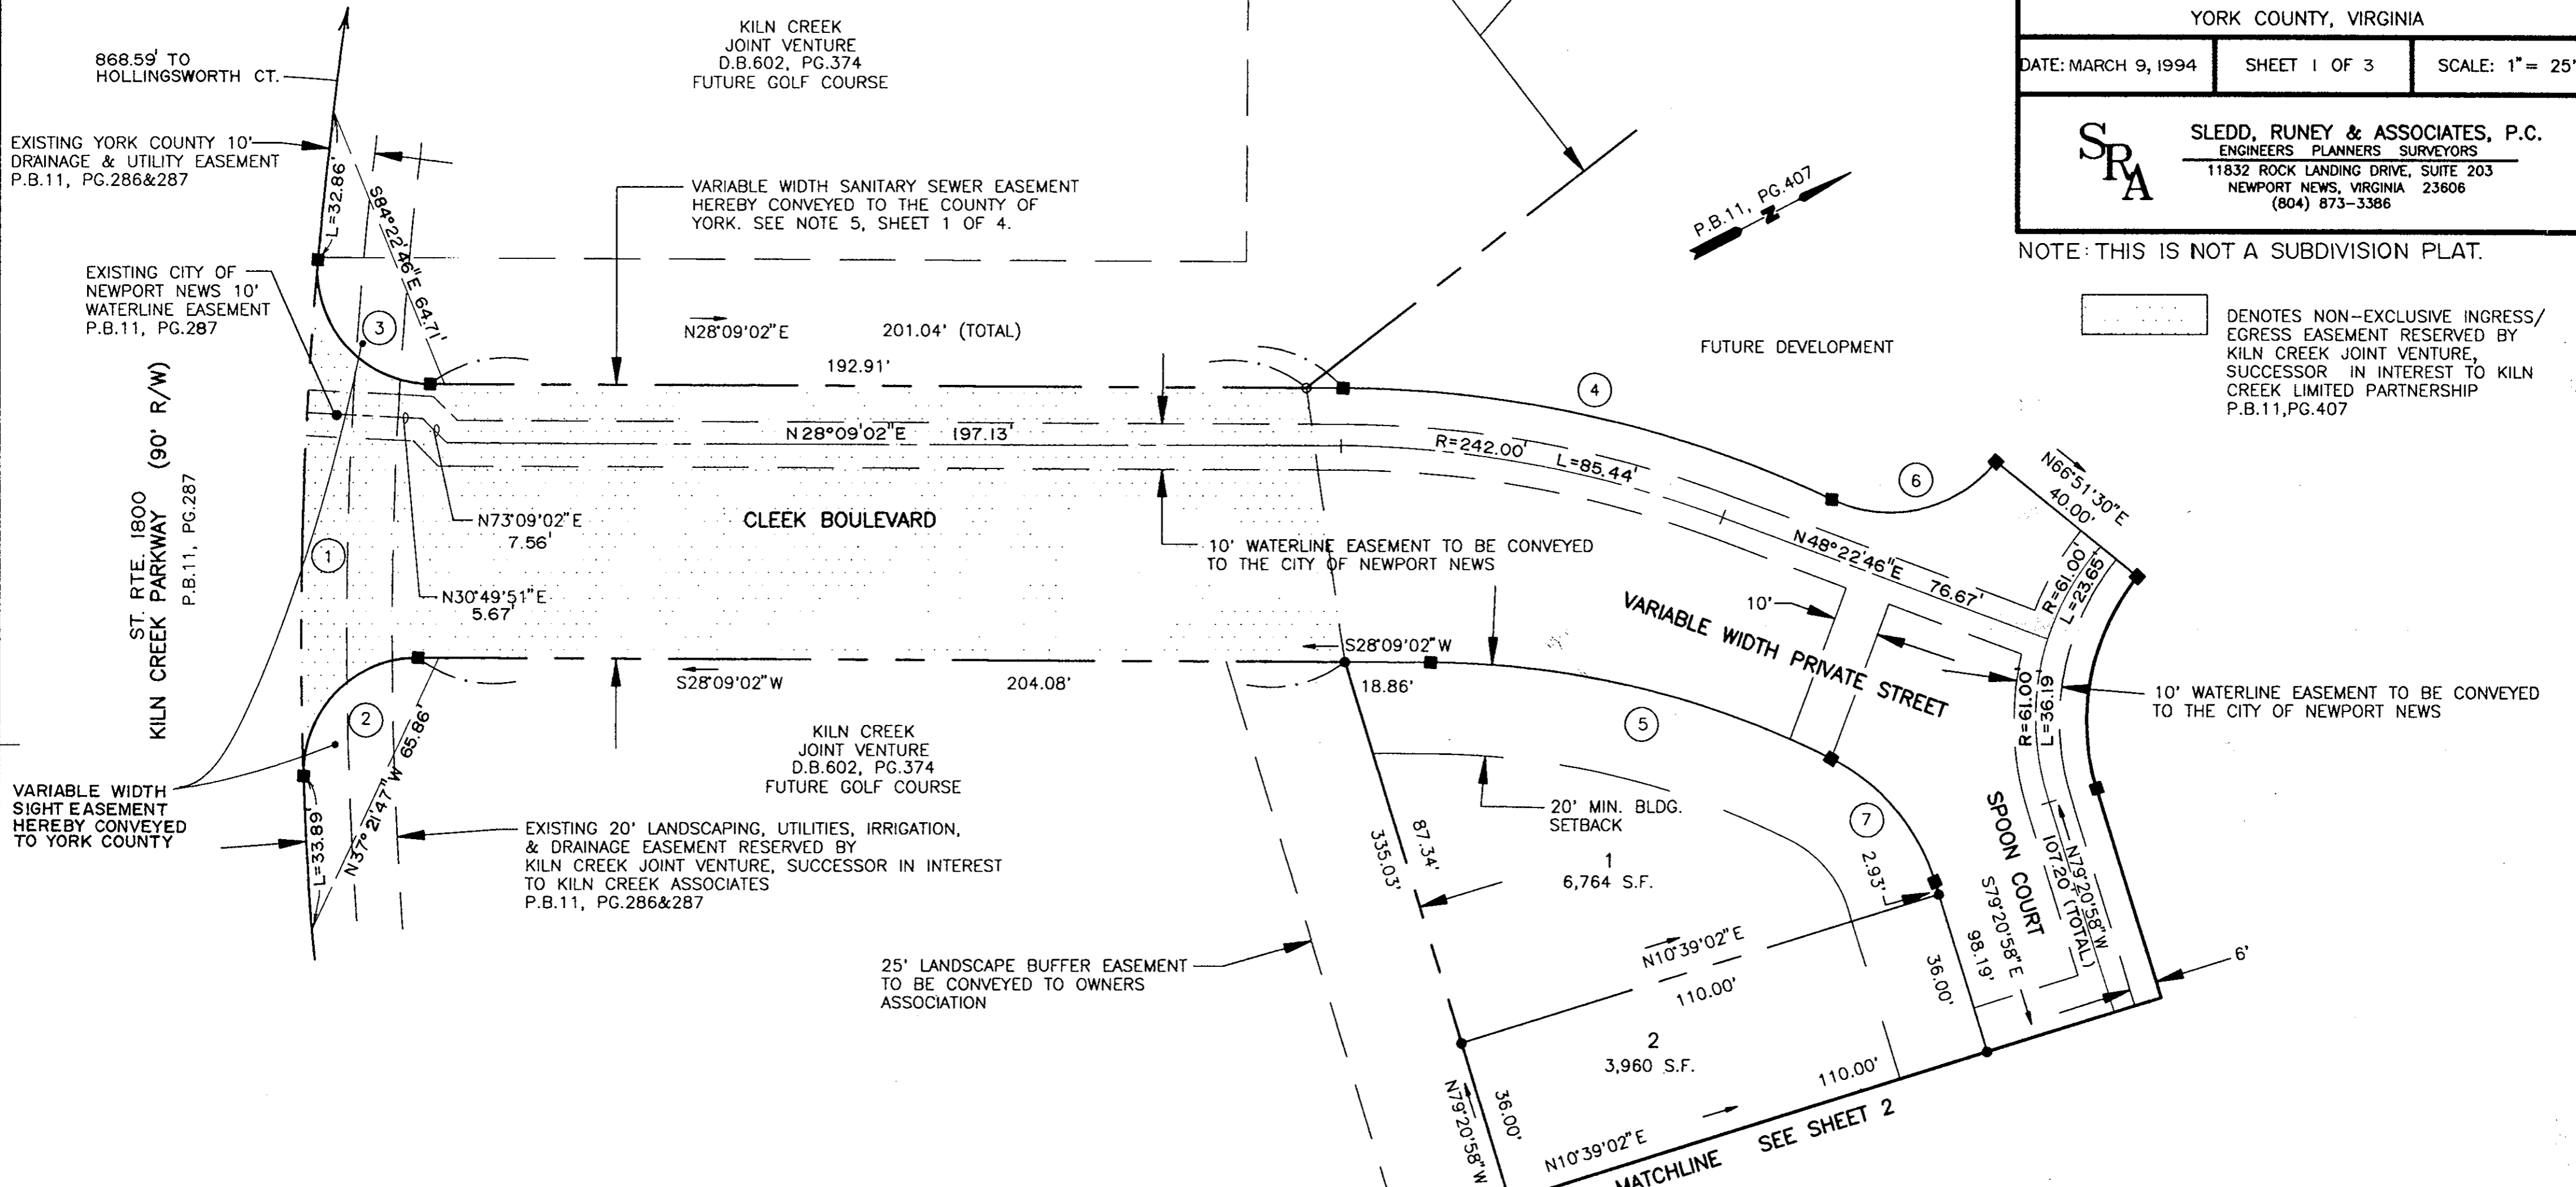 868.59' TO
HOLLINGSWORTH CT.
EXISTING YORK COUNTY 10'
DRAINAGE & UTILITY EASEMENT
P.B.11, PG.286&287
L=32.86'
S84°22'46"E 64.71'
EXISTING CITY OF
NEWPORT NEWS 10'
WATERLINE EASEMENT
P.B.11, PG.287
3
KILN CREEK
JOINT VENTURE
D.B.602, PG.374
FUTURE GOLF COURSE
VARIABLE WIDTH SANITARY SEWER EASEMENT
HEREBY CONVEYED TO THE COUNTY OF
YORK. SEE NOTE 5, SHEET 1 OF 4.
N28°09'02"E 201.04' (TOTAL)
192.91'
YORK COUNTY, VIRGINIA
DATE: MARCH 9, 1994
SHEET 1 OF 3
SCALE: 1" = 25'
SRA
SLEDD, RUNEY & ASSOCIATES, P.C.
ENGINEERS PLANNERS SURVEYORS
11832 ROCK LANDING DRIVE, SUITE 203
NEWPORT NEWS, VIRGINIA 23606
(804) 873-3386
NOTE: THIS IS NOT A SUBDIVISION PLAT.
DENOTES NON-EXCLUSIVE INGRESS/
EGRESS EASEMENT RESERVED BY
KILN CREEK JOINT VENTURE,
SUCCESSOR IN INTEREST TO KILN
CREEK LIMITED PARTNERSHIP
P.B.11,PG.407
P.B.11, PG.407
N
FUTURE DEVELOPMENT
4
6
N66°51'30"E
40.00'
ST. RTE. 1800
KILN CREEK PARKWAY (90' R/W)
P.B.11, PG.287
1
N28°09'02"E 197.13'
R=242.00' L=85.44'
N48°22'46"E 76.67'
R=61.00'
L=23.65'
N73°09'02"E
7.56'
CLEEK BOULEVARD
10' WATERLINE EASEMENT TO BE CONVEYED
TO THE CITY OF NEWPORT NEWS
N30°49'51"E
5.67'
10'
VARIABLE WIDTH PRIVATE STREET
S28°09'02"W
18.86'
S28°09'02"W 204.08'
2
L=33.89'
N37°21'47"W 65.86'
VARIABLE WIDTH
SIGHT EASEMENT
HEREBY CONVEYED
TO YORK COUNTY
KILN CREEK
JOINT VENTURE
D.B.602, PG.374
FUTURE GOLF COURSE
EXISTING 20' LANDSCAPING, UTILITIES, IRRIGATION,
& DRAINAGE EASEMENT RESERVED BY
KILN CREEK JOINT VENTURE, SUCCESSOR IN INTEREST
TO KILN CREEK ASSOCIATES
P.B.11, PG.286&287
25' LANDSCAPE BUFFER EASEMENT
TO BE CONVEYED TO OWNERS
ASSOCIATION
5
R=61.00'
L=36.19
10' WATERLINE EASEMENT TO BE CONVEYED
TO THE CITY OF NEWPORT NEWS
20' MIN. BLDG.
SETBACK
7
2.93'
87.34'
335.03'
1
6,764 S.F.
SPOON COURT
S79°20'58"E
98.19'
N79°20'58"W
107.20' (TOTAL)
6'
N10°39'02"E
110.00'
36.00'
2
3,960 S.F.
110.00'
36.00'
N79°20'58"W
N10°39'02"E
MATCHLINE SEE SHEET 2